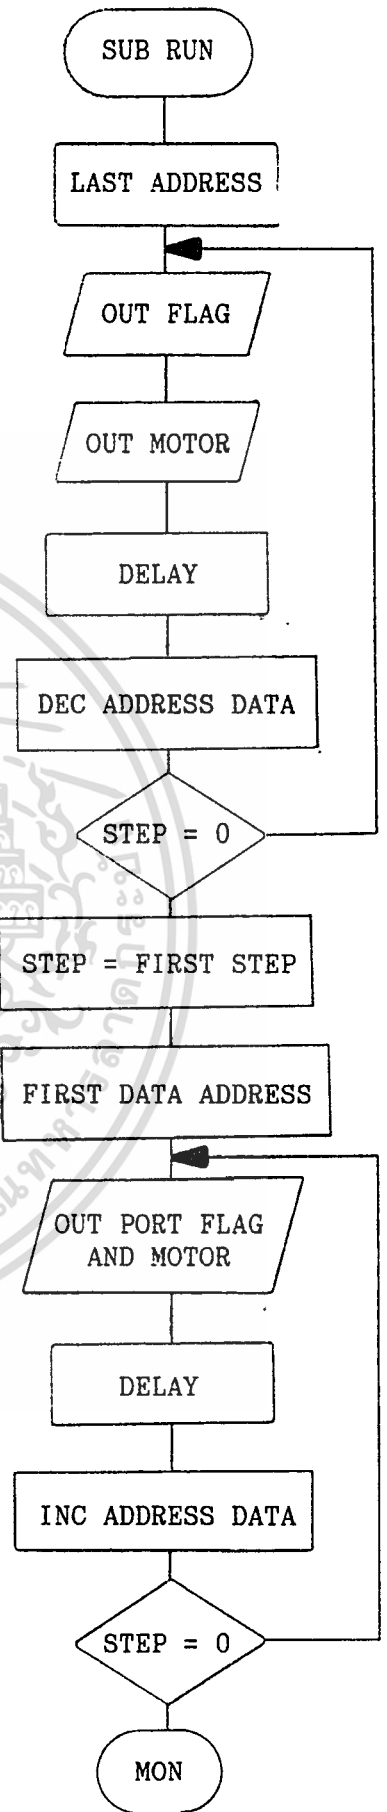 SUB RUN
LAST ADDRESS
OUT FLAG
OUT MOTOR
DELAY
DEC ADDRESS DATA
STEP = 0
STEP = FIRST STEP
FIRST DATA ADDRESS
OUT PORT FLAG
AND MOTOR
DELAY
INC ADDRESS DATA
STEP = 0
MON